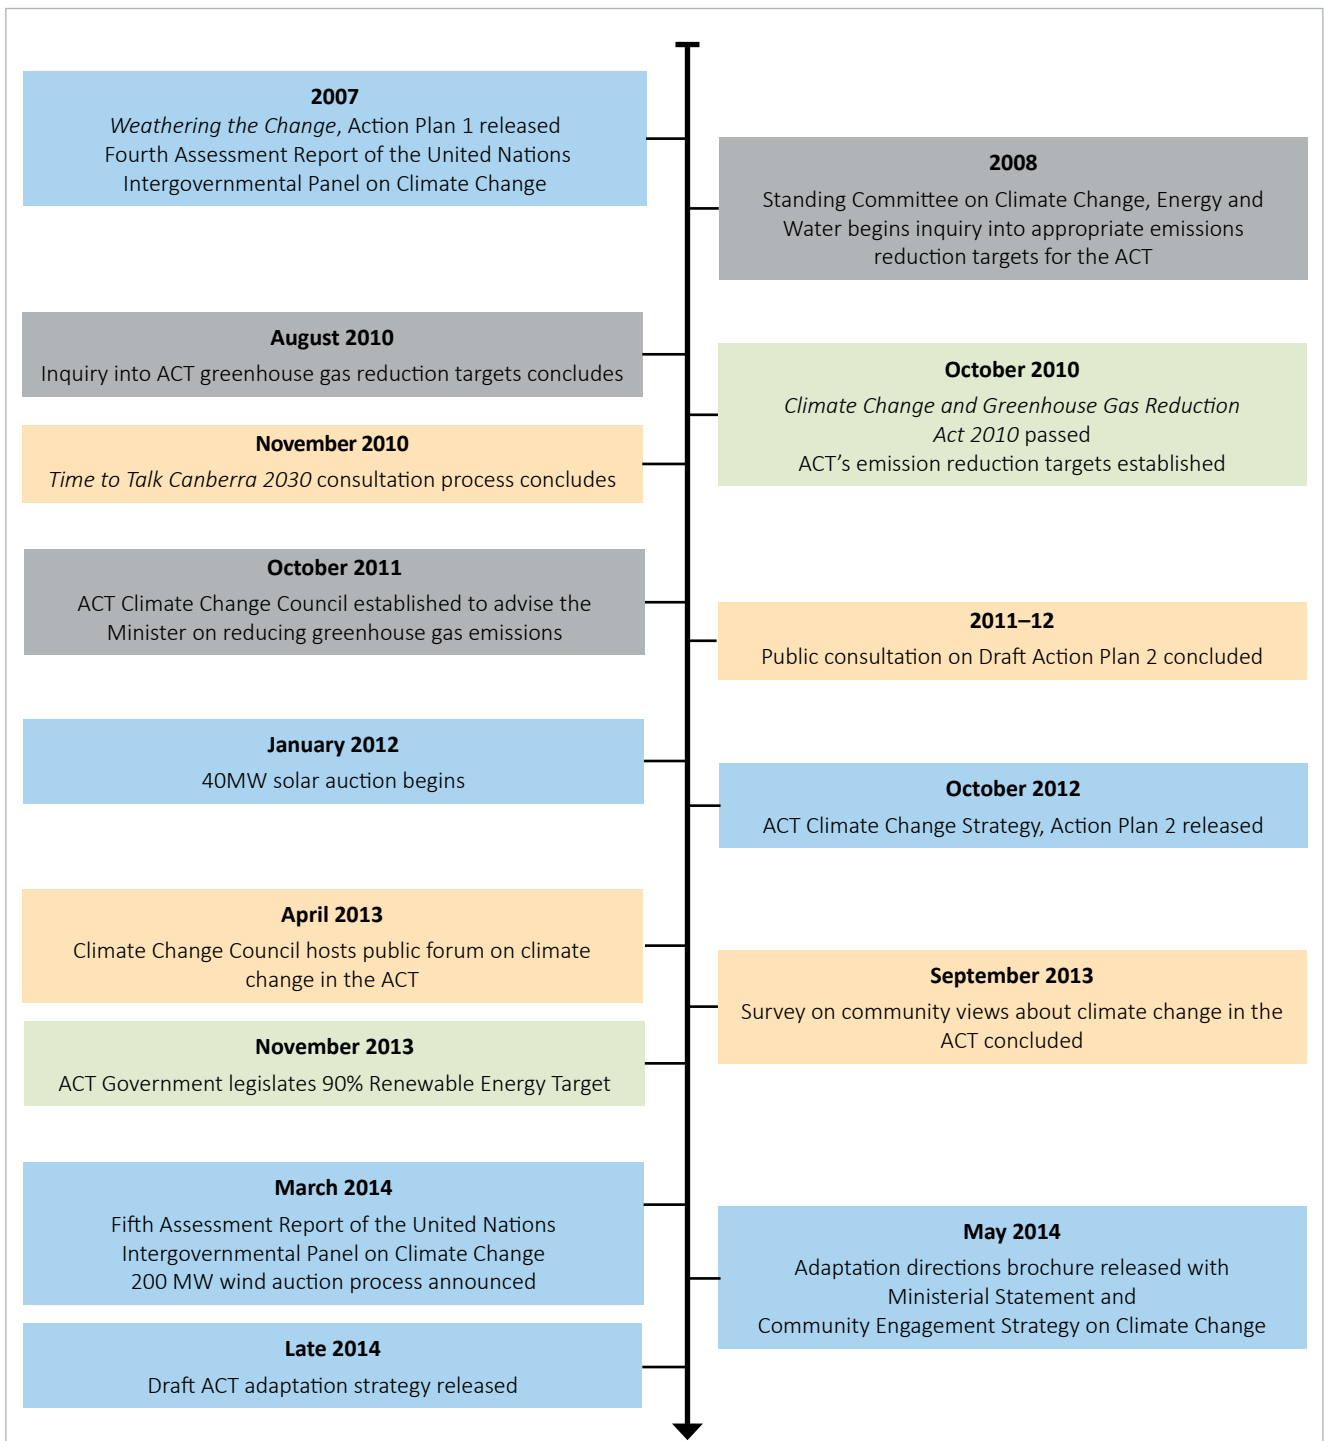 2007
Weathering the Change, Action Plan 1 released
Fourth Assessment Report of the United Nations
Intergovernmental Panel on Climate Change
2008
Standing Committee on Climate Change, Energy and
Water begins inquiry into appropriate emissions
reduction targets for the ACT
August 2010
Inquiry into ACT greenhouse gas reduction targets concludes
October 2010
Climate Change and Greenhouse Gas Reduction
Act 2010 passed
ACT’s emission reduction targets established
November 2010
Time to Talk Canberra 2030 consultation process concludes
October 2011
ACT Climate Change Council established to advise the
Minister on reducing greenhouse gas emissions
2011–12
Public consultation on Draft Action Plan 2 concluded
January 2012
40MW solar auction begins
October 2012
ACT Climate Change Strategy, Action Plan 2 released
April 2013
Climate Change Council hosts public forum on climate
change in the ACT
September 2013
Survey on community views about climate change in the
ACT concluded
November 2013
ACT Government legislates 90% Renewable Energy Target
March 2014
Fifth Assessment Report of the United Nations
Intergovernmental Panel on Climate Change
200 MW wind auction process announced
May 2014
Adaptation directions brochure released with
Ministerial Statement and
Community Engagement Strategy on Climate Change
Late 2014
Draft ACT adaptation strategy released